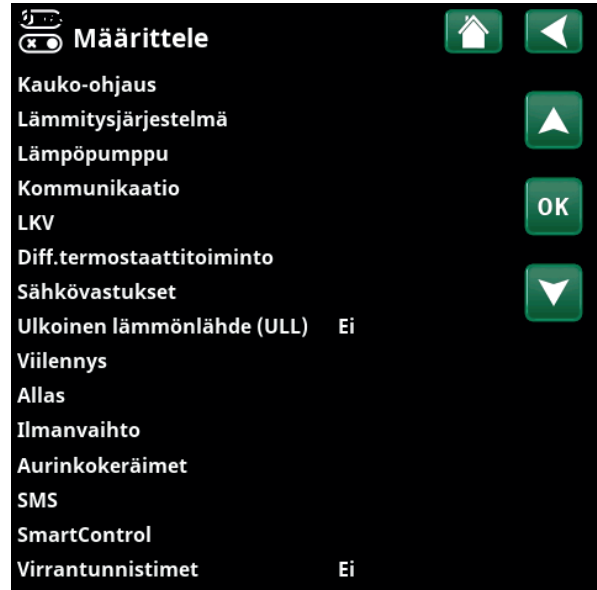 Määrittele
Kauko-ohjaus
Lämmitysjärjestelmä
Lämpöpumppu
OK
Kommunikaatio
LKV
Diff.termostaattitoiminto
Sähkövastukset
Ulkoinen lämmönlähde (ULL) Ei
Viilennys
Allas
Ilmanvaihto
Aurinkokeräimet
SMS
SmartControl
Virrantunnistimet Ei